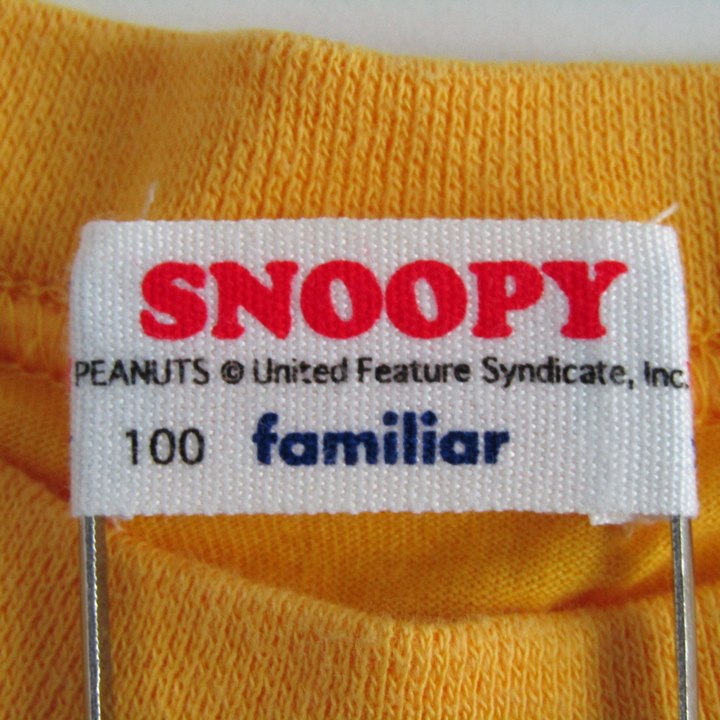 SNOOPY
PEANUTS © United Feature Syndicate, Inc.
100 familiar